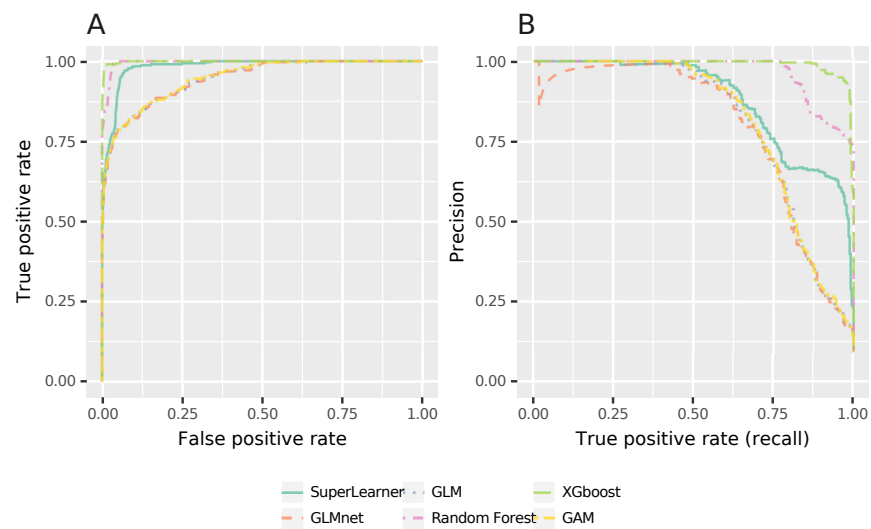 A
B
1.00
0.75
0.50
0.25
0.00
True positive rate
0.00 0.25 0.50 0.75 1.00
False positive rate
1.00
0.75
0.50
0.25
0.00
Precision
0.00 0.25 0.50 0.75 1.00
True positive rate (recall)
SuperLearner GLM XGboost
GLMnet Random Forest GAM